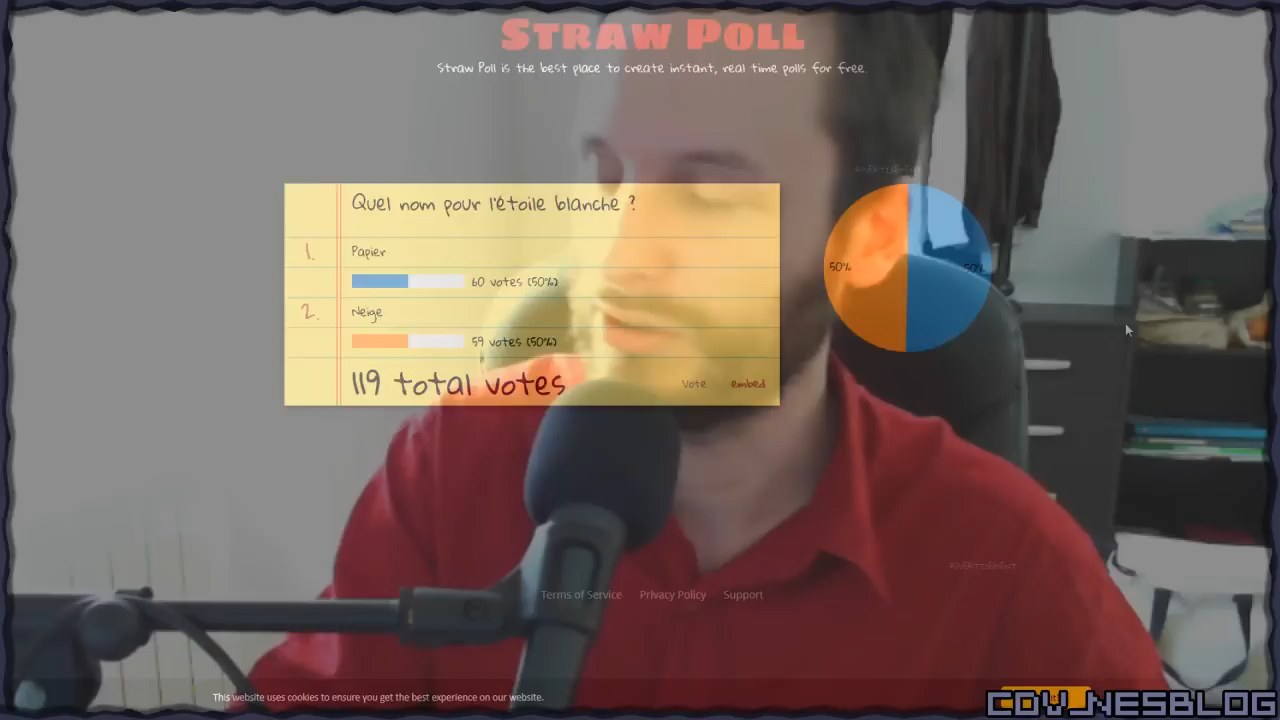 Straw Poll
Straw Poll is the best place to create instant, real time polls for free.
ADVERTISEMENT
Quel nom pour l'étoile blanche ?
1. Papier
60 votes (50%)
2. Neige
59 votes (50%)
119 total votes
Vote embed
50% 50%
ADVERTISEMENT
Terms of Service Privacy Policy Support
This website uses cookies to ensure you get the best experience on our website.
CDV_NESBLOG